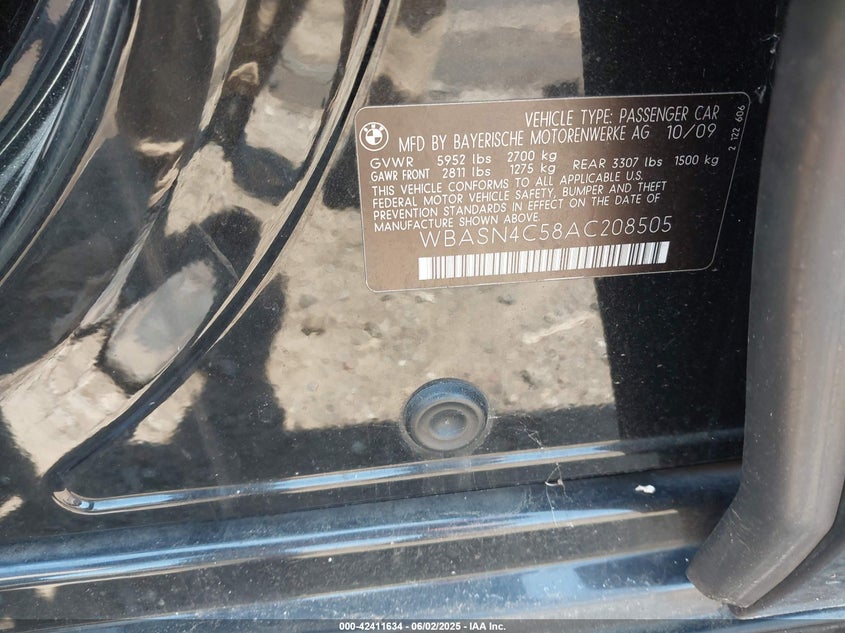 VEHICLE TYPE: PASSENGER CAR
MFD BY BAYERISCHE MOTORENWERKE AG 10/09
GVWR 5952 lbs 2700 kg
GAWR FRONT 2811 lbs 1275 kg REAR 3307 lbs 1500 kg
THIS VEHICLE CONFORMS TO ALL APPLICABLE U.S.
FEDERAL MOTOR VEHICLE SAFETY, BUMPER AND THEFT
PREVENTION STANDARDS IN EFFECT ON THE DATE OF
MANUFACTURE SHOWN ABOVE.
WBASN4C58AC208505
2 122 606
000-42411634 / 06/02/2025 - IAA Inc.